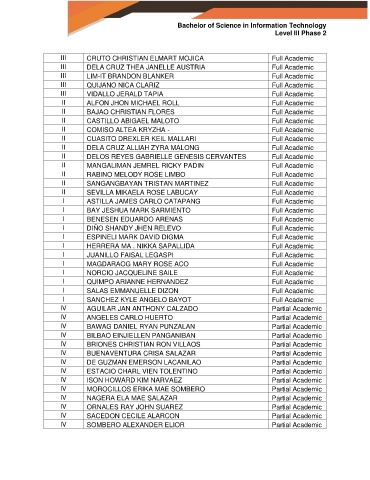 Bachelor of Science in Information Technology
Level III Phase 2
III CRUTO CHRISTIAN ELMART MOJICA Full Academic
III DELA CRUZ THEA JANELLE AUSTRIA Full Academic
III LIM-IT BRANDON BLANKER Full Academic
III QUIJANO NICA CLARIZ Full Academic
III VIDALLO JERALD TAPIA Full Academic
II ALFON JHON MICHAEL ROLL Full Academic
II BAJAO CHRISTIAN FLORES Full Academic
II CASTILLO ABIGAEL MALOTO Full Academic
II COMISO ALTEA KRYZHA - Full Academic
II CUASITO DREXLER KEIL MALLARI Full Academic
II DELA CRUZ ALLIAH ZYRA MALONG Full Academic
II DELOS REYES GABRIELLE GENESIS CERVANTES Full Academic
II MANGALIMAN JEMREL RICKY PADIN Full Academic
II RABINO MELODY ROSE LIMBO Full Academic
II SANGANGBAYAN TRISTAN MARTINEZ Full Academic
II SEVILLA MIKAELA ROSE LABUCAY Full Academic
I ASTILLA JAMES CARLO CATAPANG Full Academic
I BAY JESHUA MARK SARMIENTO Full Academic
I BENESEN EDUARDO ARENAS Full Academic
I DIÑO SHANDY JHEN RELEVO Full Academic
I ESPINELI MARK DAVID DIGMA Full Academic
I HERRERA MA . NIKKA SAPALLIDA Full Academic
I JUANILLO FAISAL LEGASPI Full Academic
I MAGDARAOG MARY ROSE ACO Full Academic
I NORCIO JACQUELINE SAILE Full Academic
I QUIMPO ARIANNE HERNANDEZ Full Academic
I SALAS EMMANUELLE DIZON Full Academic
I SANCHEZ KYLE ANGELO BAYOT Full Academic
IV AGUILAR JAN ANTHONY CALZADO Partial Academic
IV ANGELES CARLO HUERTO Partial Academic
IV BAWAG DANIEL RYAN PUNZALAN Partial Academic
IV BILBAO EINJIELLEN PANGANIBAN Partial Academic
IV BRIONES CHRISTIAN RON VILLAOS Partial Academic
IV BUENAVENTURA CRISA SALAZAR Partial Academic
IV DE GUZMAN EMERSON LACANILAO Partial Academic
IV ESTACIO CHARL VIEN TOLENTINO Partial Academic
IV ISON HOWARD KIM NARVAEZ Partial Academic
IV MOROCILLOS ERIKA MAE SOMBERO Partial Academic
IV NAGERA ELA MAE SALAZAR Partial Academic
IV ORNALES RAY JOHN SUAREZ Partial Academic
IV SACEDON CECILE ALARCON Partial Academic
IV SOMBERO ALEXANDER ELIOR Partial Academic